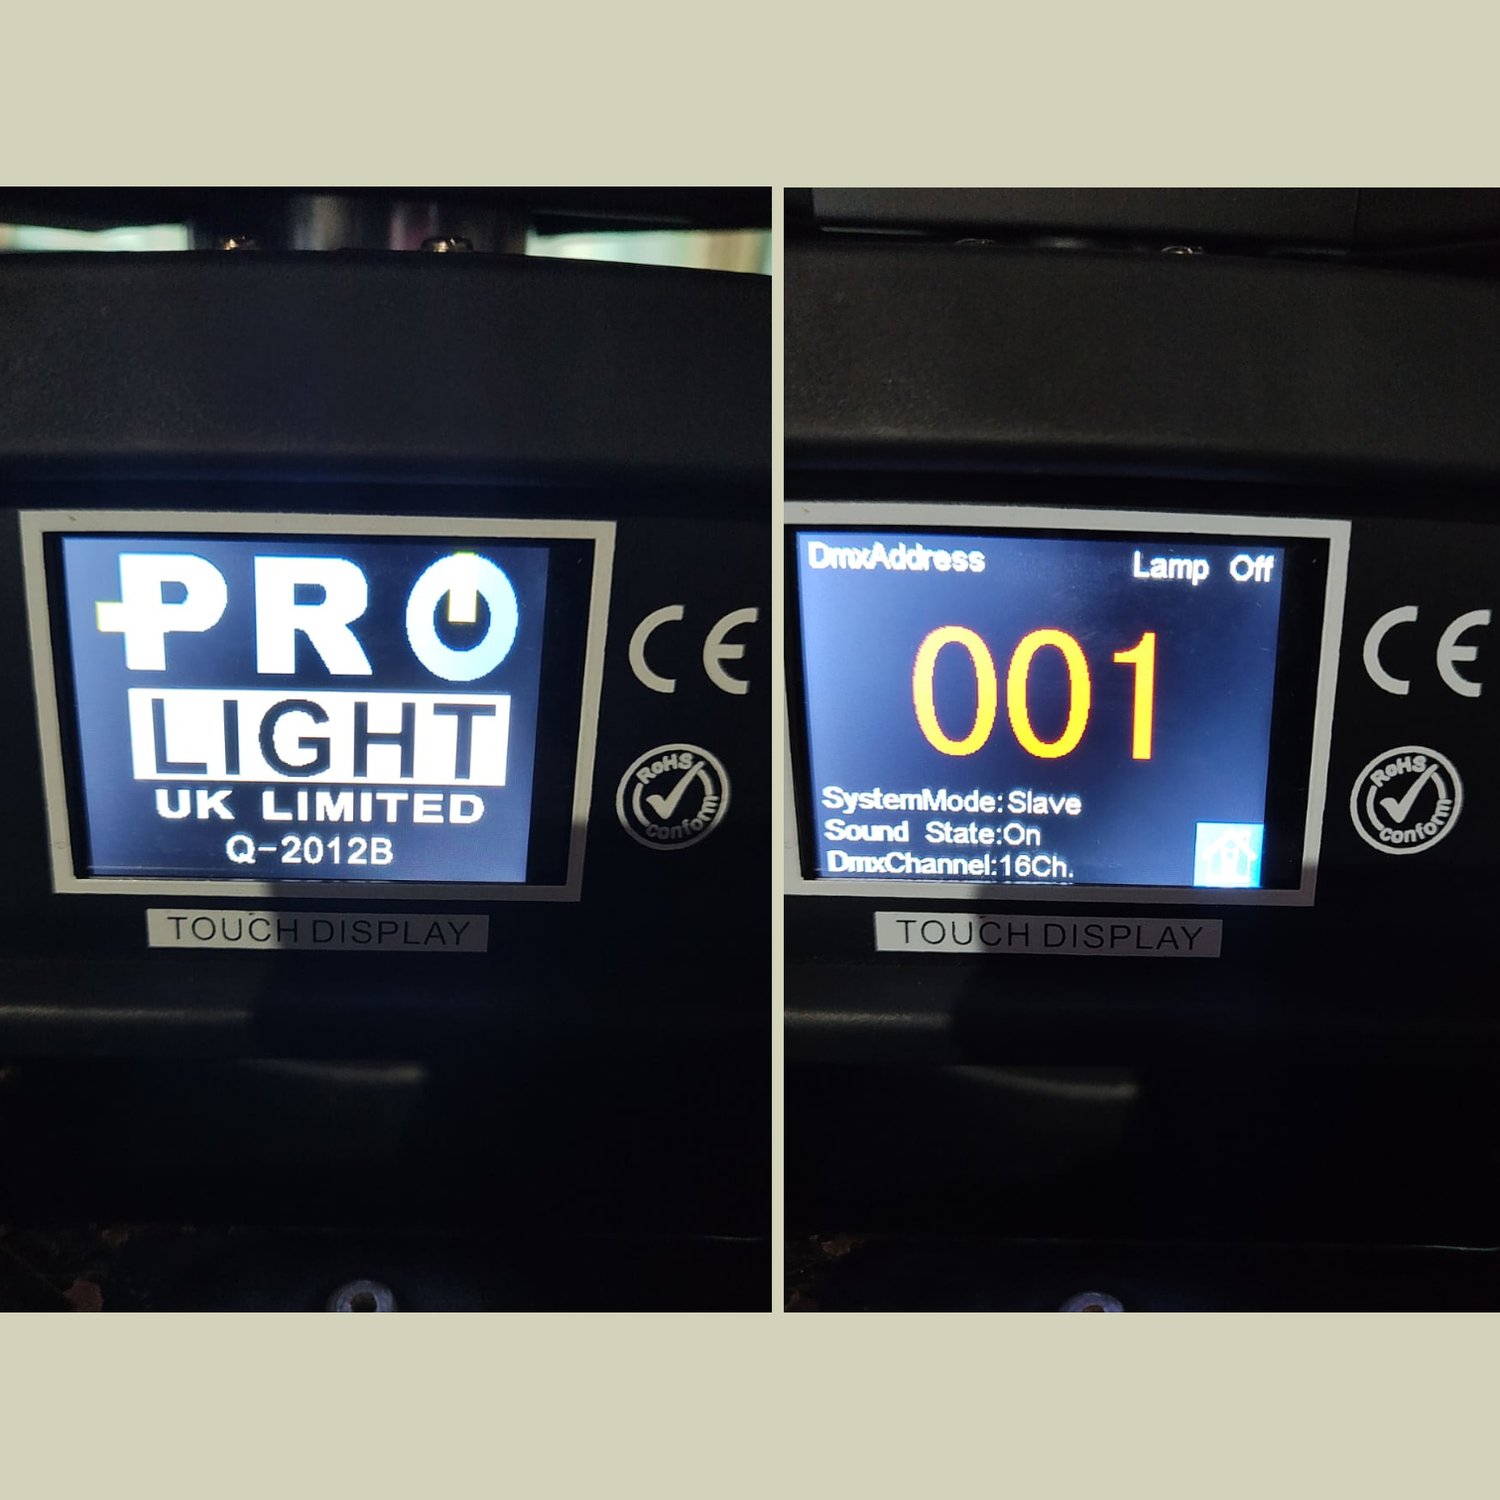 PRO
LIGHT
UK LIMITED
Q-2012B
CE
RoHS
Conform
TOUCH DISPLAY
DmxAddress Lamp Off
001
SystemMode:Slave
Sound State:On
DmxChannel:16Ch.
CE
RoHS
Conform
TOUCH DISPLAY